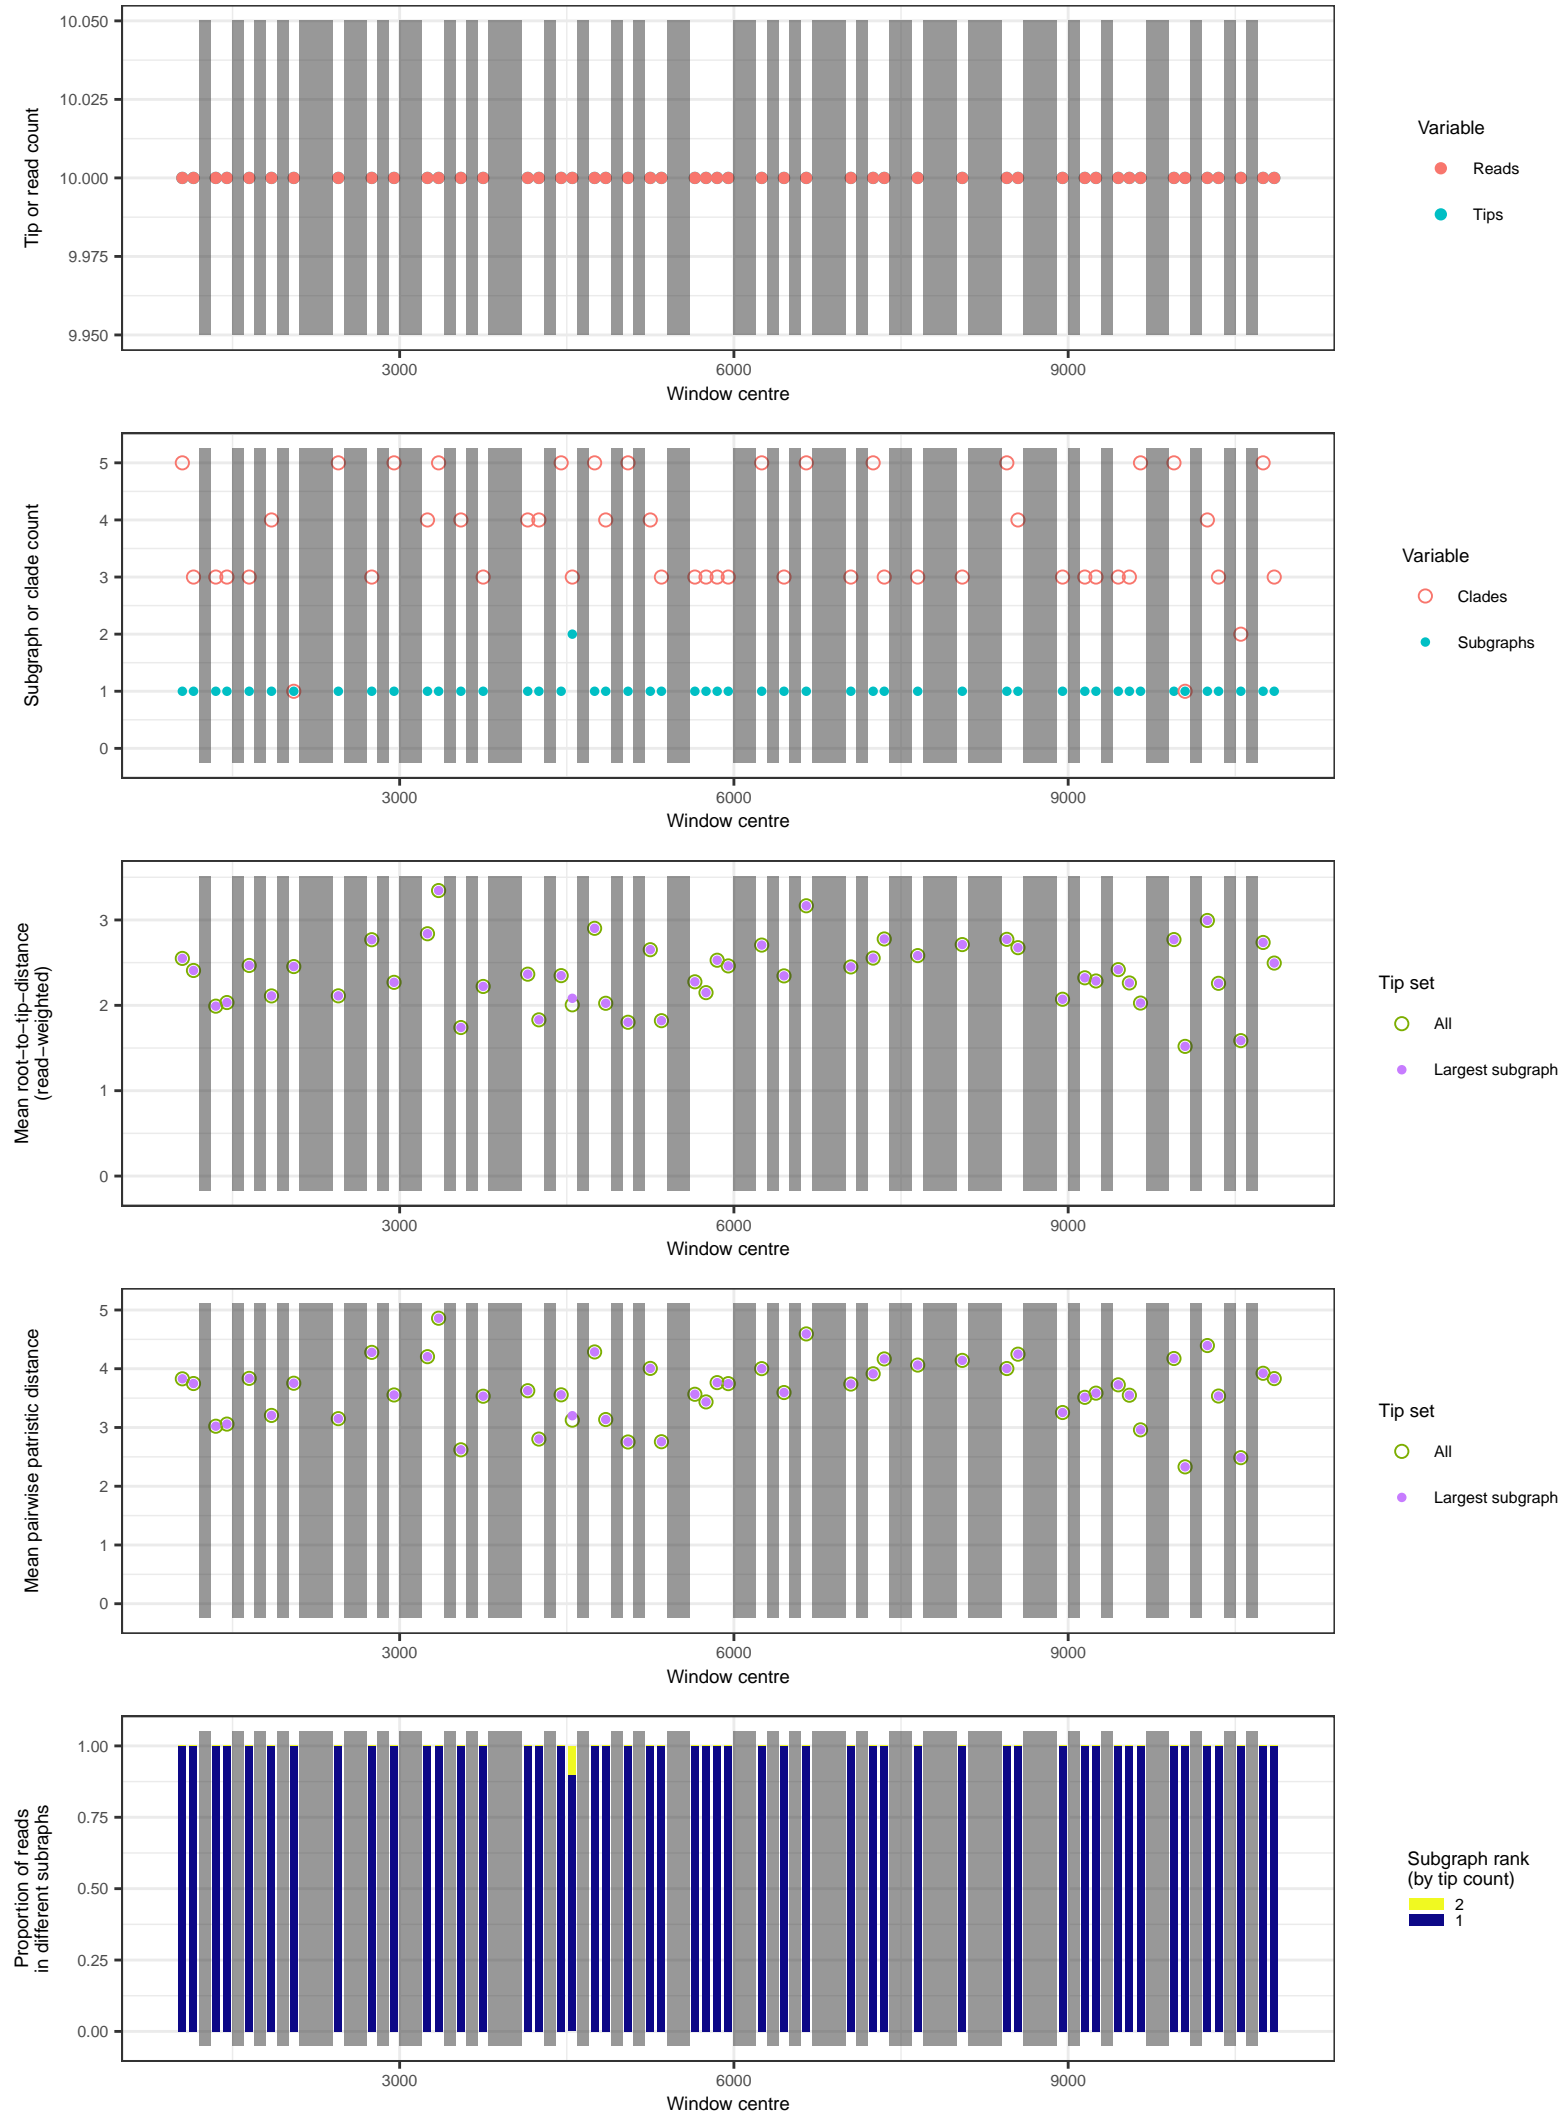 10.050
10.025
10.000
9.975
9.950
Tip or read count
3000
6000
9000
Window centre
Variable
Reads
Tips
5
4
3
2
1
0
Subgraph or clade count
3000
6000
9000
Window centre
Variable
Clades
Subgraphs
3
2
1
0
Mean root−to−tip−distance
(read−weighted)
3000
6000
9000
Window centre
Tip set
All
Largest subgraph
5
4
3
2
1
0
Mean pairwise patristic distance
3000
6000
9000
Window centre
Tip set
All
Largest subgraph
1.00
0.75
0.50
0.25
0.00
Proportion of reads
in different subraphs
3000
6000
9000
Window centre
Subgraph rank
(by tip count)
2
1